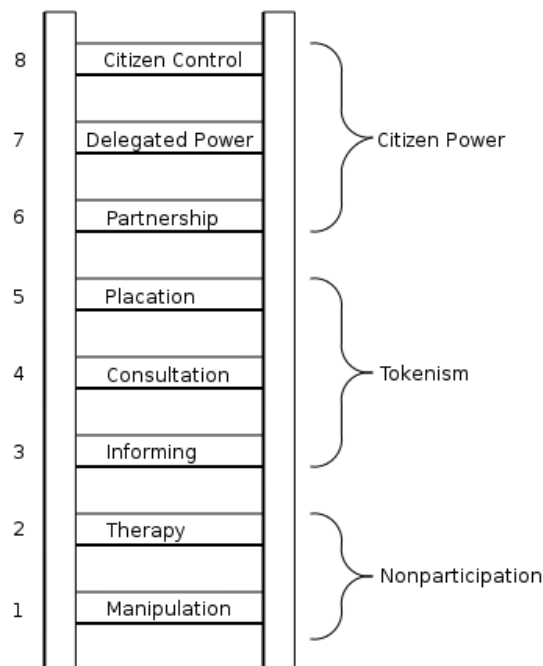 8 Citizen Control
7 Delegated Power
Citizen Power
6 Partnership
5 Placation
4 Consultation
Tokenism
3 Informing
2 Therapy
Nonparticipation
1 Manipulation